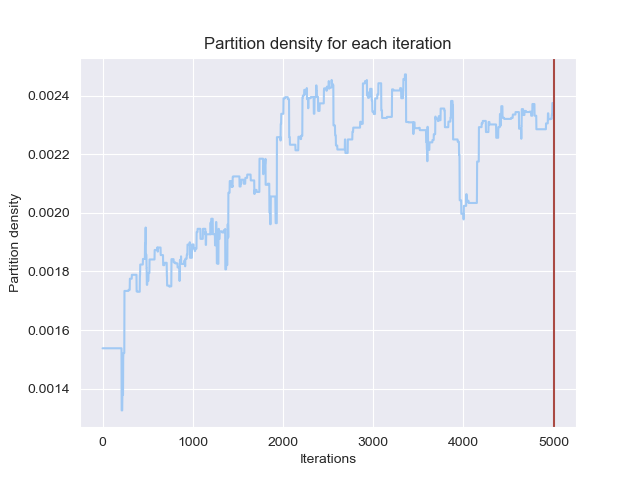 Partition density for each iteration
Partition density
0.0024
0.0022
0.0020
0.0018
0.0016
0.0014
0 1000 2000 3000 4000 5000
Iterations